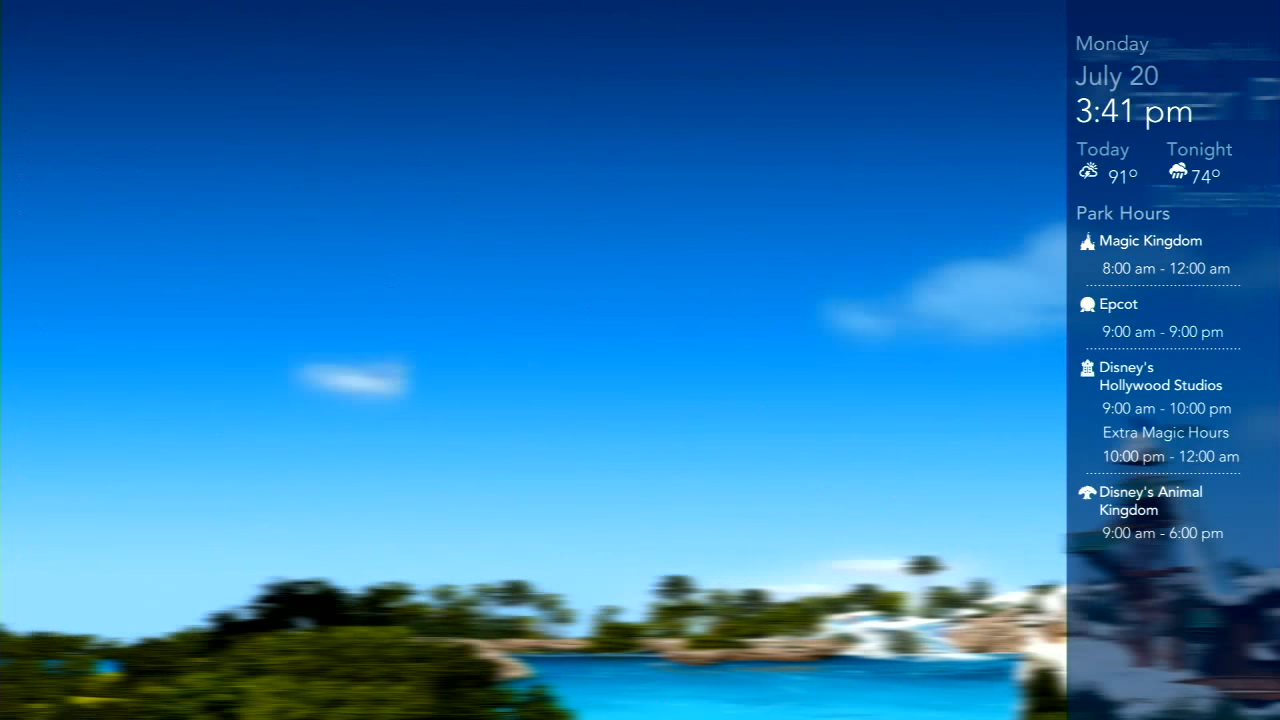 Monday
July 20
3:41 pm
Today Tonight
91° 74°
Park Hours
Magic Kingdom
8:00 am - 12:00 am
Epcot
9:00 am - 9:00 pm
Disney's
Hollywood Studios
9:00 am - 10:00 pm
Extra Magic Hours
10:00 pm - 12:00 am
Disney's Animal
Kingdom
9:00 am - 6:00 pm